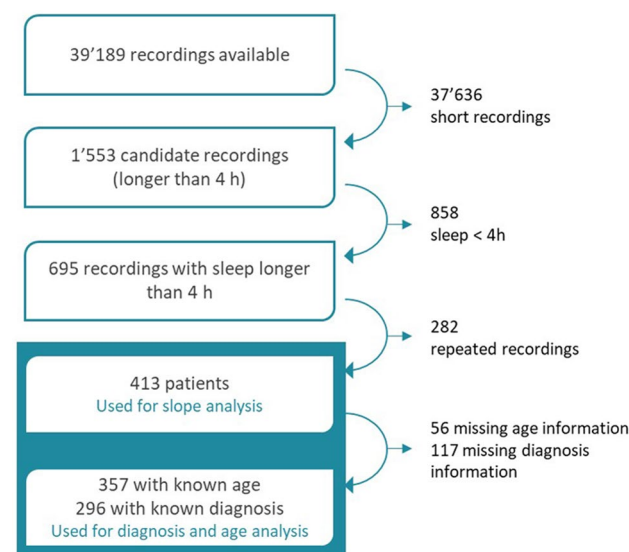 39’189 recordings available
37’636
short recordings
1’553 candidate recordings
(longer than 4 h)
858
sleep < 4h
695 recordings with sleep longer
than 4 h
282
repeated recordings
413 patients
Used for slope analysis
56 missing age information
117 missing diagnosis
information
357 with known age
296 with known diagnosis
Used for diagnosis and age analysis